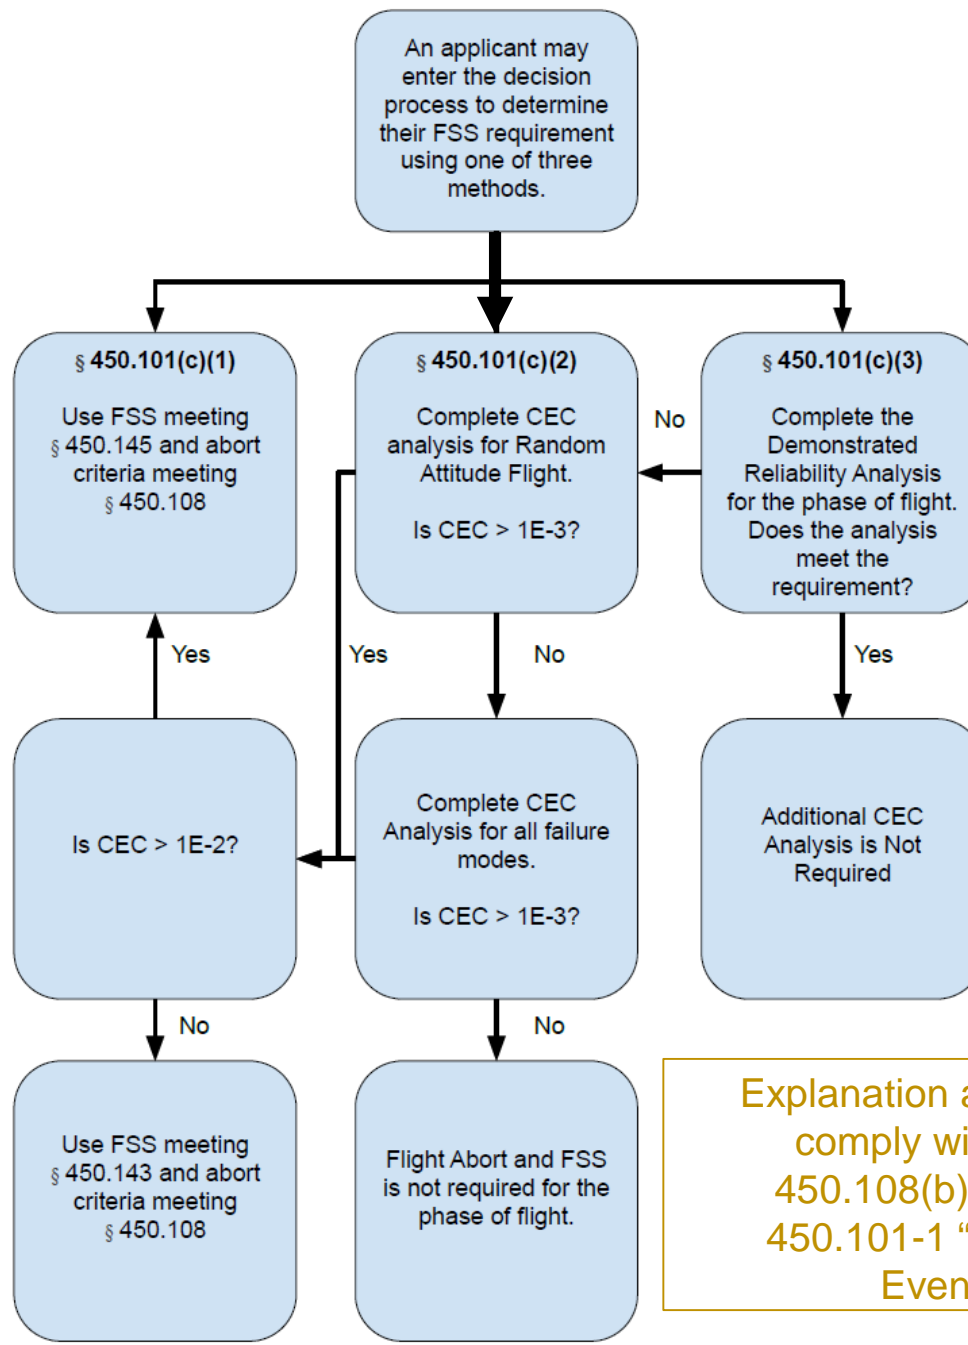 An applicant may
enter the decision
process to determine
their FSS requirement
using one of three
methods.
§ 450.101(c)(1)
Use FSS meeting
§ 450.145 and abort
criteria meeting
§ 450.108
§ 450.101(c)(2)
Complete CEC
analysis for Random
Attitude Flight.
Is CEC > 1E-3?
No
§ 450.101(c)(3)
Complete the
Demonstrated
Reliability Analysis
for the phase of flight.
Does the analysis
meet the
requirement?
Yes
Yes
No
Yes
Is CEC > 1E-2?
Complete CEC
Analysis for all failure
modes.
Is CEC > 1E-3?
Additional CEC
Analysis is Not
Required
No
No
Use FSS meeting
§ 450.143 and abort
criteria meeting
§ 450.108
Flight Abort and FSS
is not required for the
phase of flight.
Explanation
comply
450.108(b)
450.101-1 “